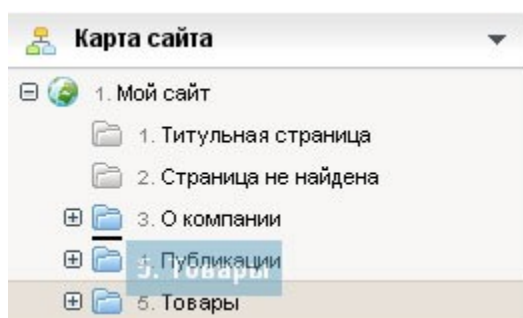 Карта сайта
1. Мой сайт
1. Титульная страница
2. Страница не найдена
3. О компании
4. Публикации
5. Товары
5. Товары